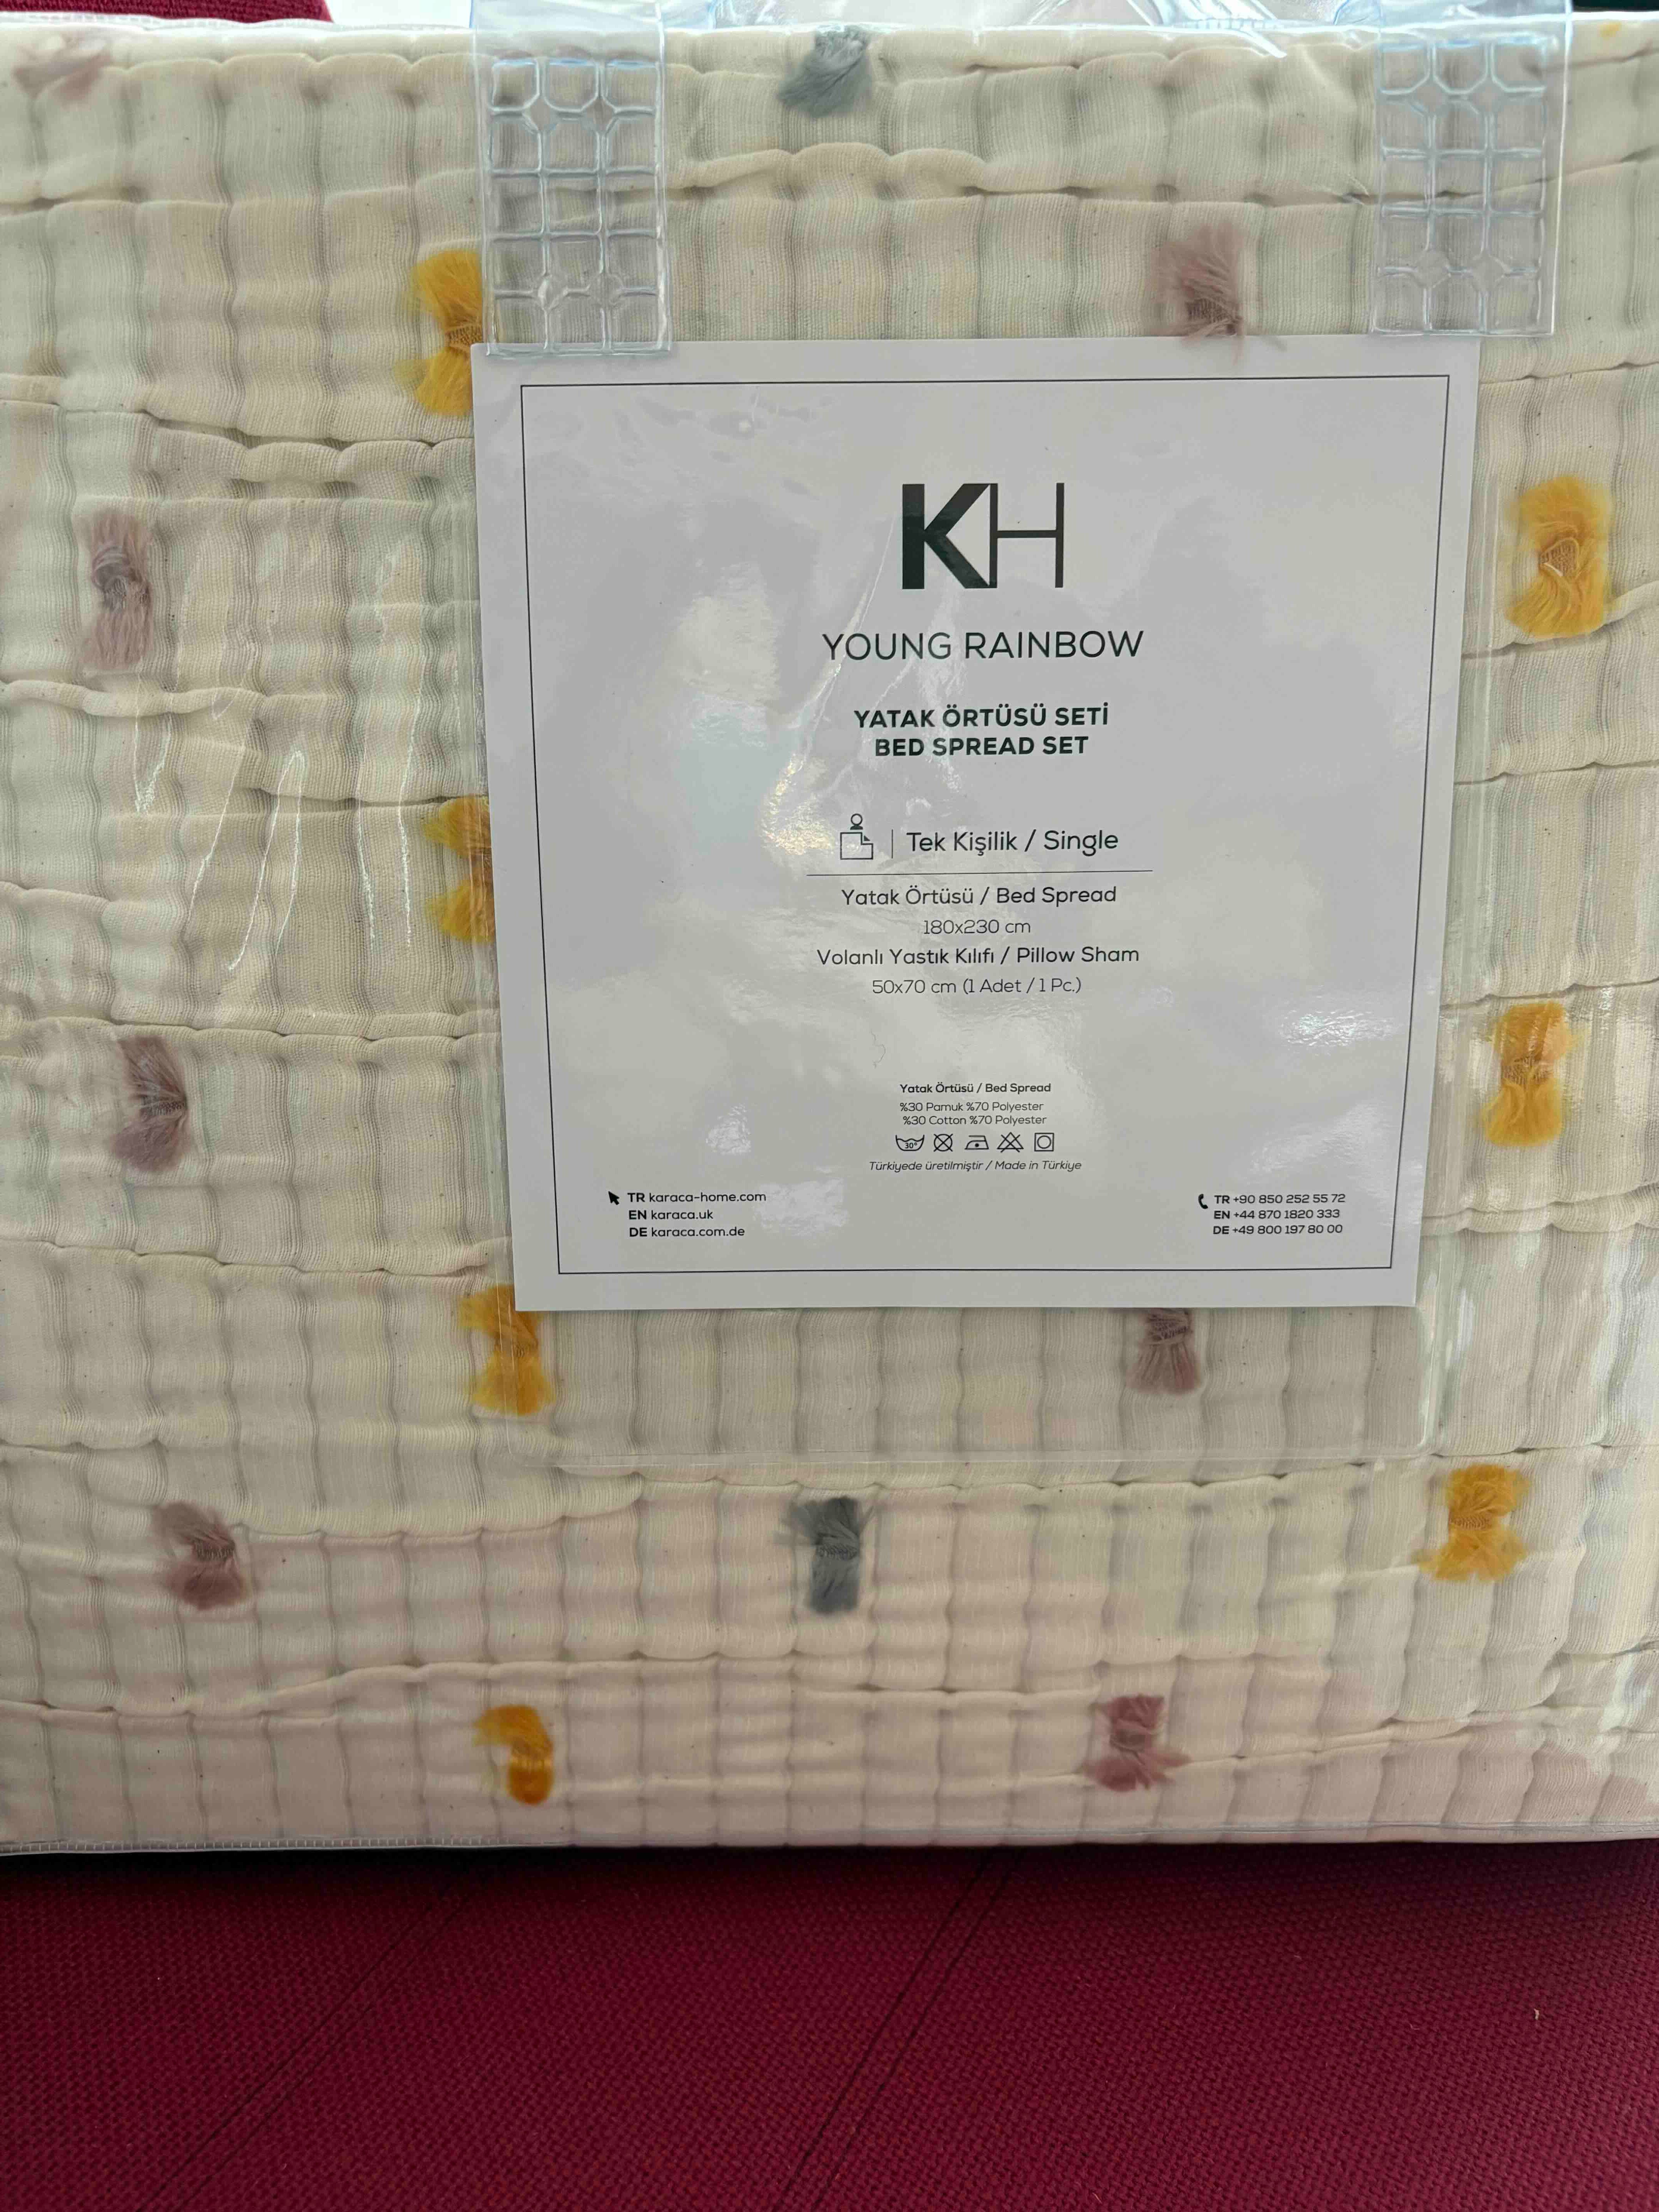 KH
YOUNG RAINBOW
YATAK ÖRTÜSÜ SETİ
BED SPREAD SET
Tek Kişilik / Single
Yatak Örtüsü / Bed Spread
180x230 cm
Volanlı Yastık Kılıfı / Pillow Sham
50x70 cm (1 Adet / 1 Pc.)
Yatak Örtüsü / Bed Spread
%30 Pamuk %70 Polyester
%30 Cotton %70 Polyester
30°
Türkiyede üretilmiştir / Made in Türkiye
TR karaca-home.com
EN karaca.uk
DE karaca.com.de
TR +90 850 252 55 72
EN +44 870 1820 333
DE +49 800 197 80 00